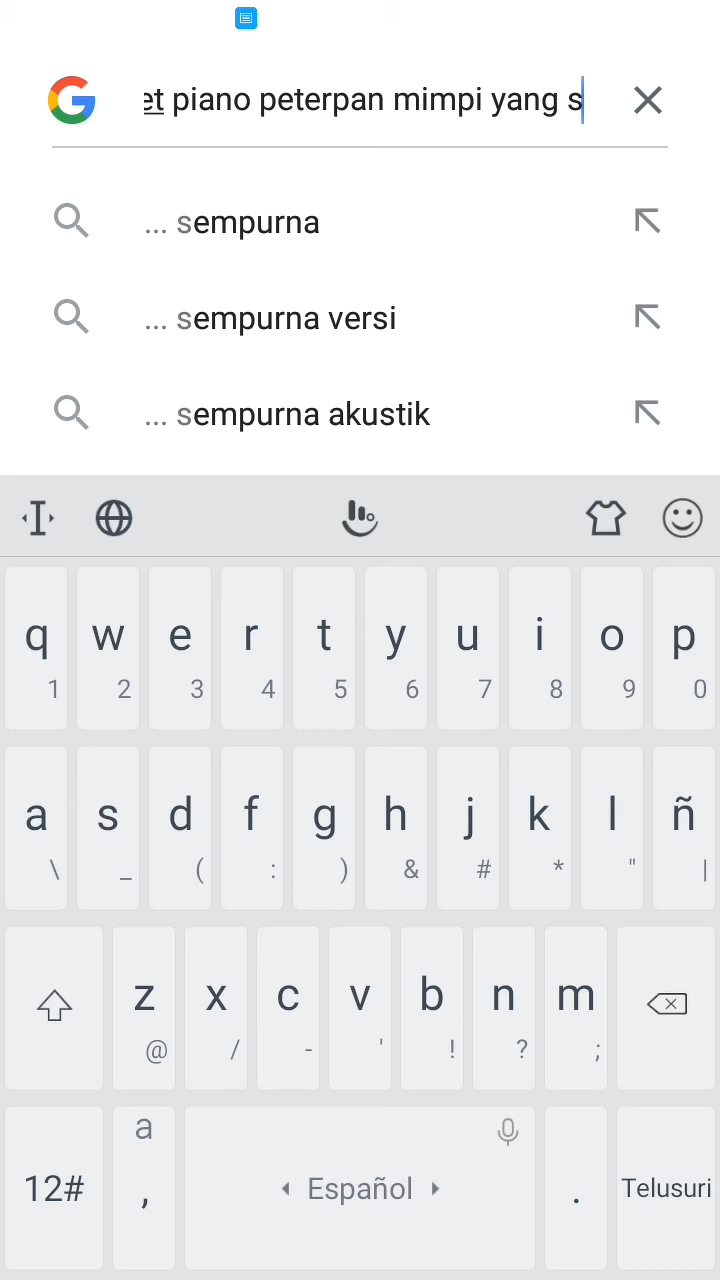 et piano peterpan mimpi yang s
... sempurna
... sempurna versi
... sempurna akustik
q w e r t y u i o p
1 2 3 4 5 6 7 8 9 0
a s d f g h j k l ñ
\ _ ( : ) & # * " |
z x c v b n m
@ / - ' ! ? ;
a
12# , Español . Telusuri